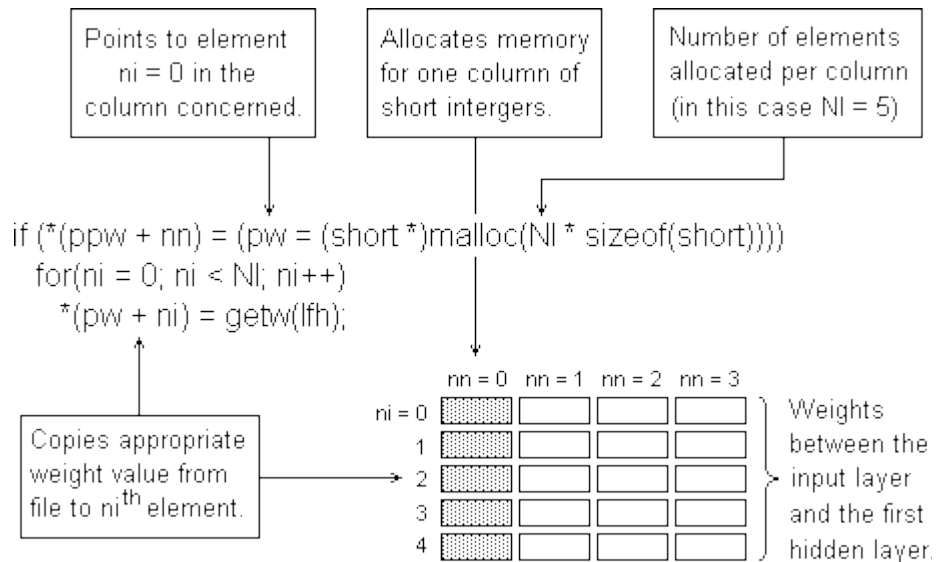 Points to element
ni = 0 in the
column concerned.
Allocates memory
for one column of
short intergers.
Number of elements
allocated per column
(in this case NI = 5)
if (*(ppw + nn) = (pw = (short *)malloc(NI * sizeof(short))))
for(ni = 0; ni < NI; ni++)
*(pw + ni) = getw(lfh);
Copies appropriate
weight value from
file to ni^th element.
nn = 0 nn = 1 nn = 2 nn = 3
ni = 0
1
2
3
4
Weights
between the
input layer
and the first
hidden layer.